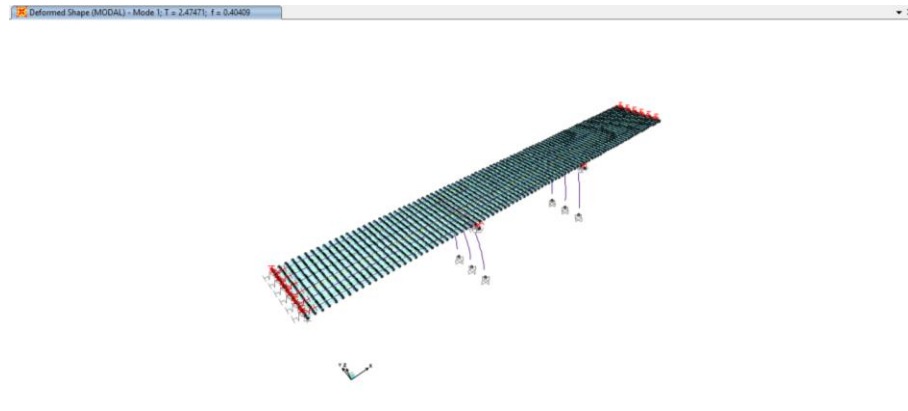 Deformed Shape (MODAL) - Mode 1; T = 2.47471; f = 0.40409